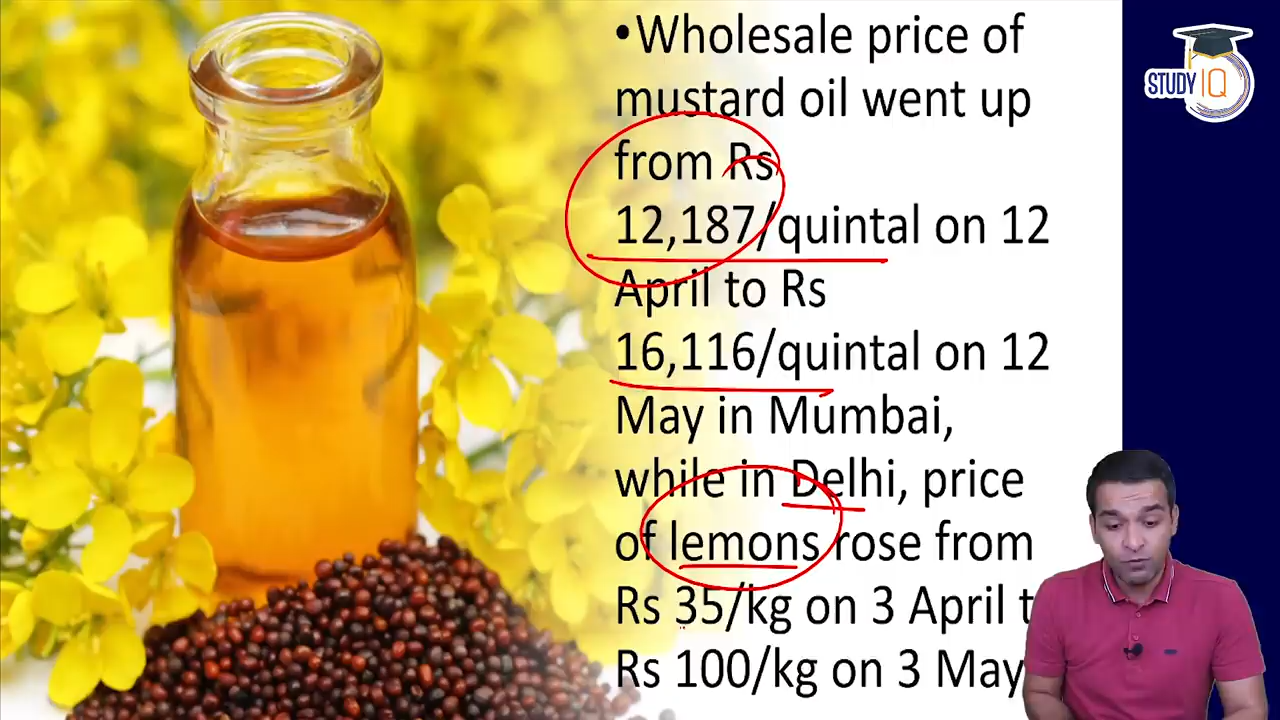 •Wholesale price of
mustard oil went up
from Rs
12,187/quintal on 12
April to Rs
16,116/quintal on 12
May in Mumbai,
while in Delhi, price
of lemons rose from
Rs 35/kg on 3 April t
Rs 100/kg on 3 May
STUDY IQ